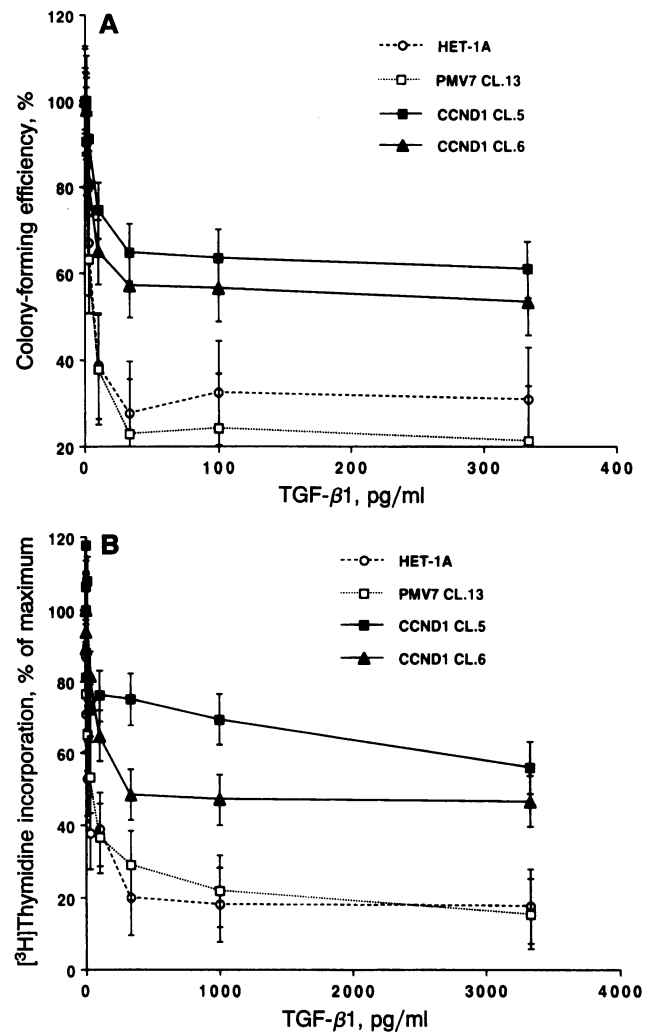 A
HET-1A
PMV7 CL.13
CCND1 CL.5
CCND1 CL.6
Colony-forming efficiency, %
120
100
80
60
40
20
0 100 200 300 400
TGF-β1, pg/ml
B
HET-1A
PMV7 CL.13
CCND1 CL.5
CCND1 CL.6
[³H]Thymidine incorporation, % of maximum
120
100
80
60
40
20
0
0 1000 2000 3000 4000
TGF-β1, pg/ml